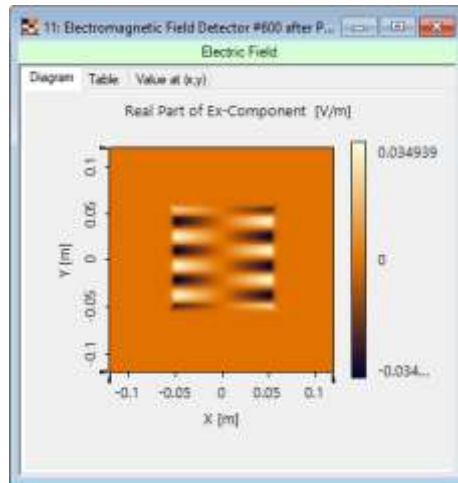 11: Electromagnetic Field Detector #600 after P...
Electric Field
Diagram Table Value at (x,y)
Real Part of Ex-Component [V/m]
0.034939
0
-0.034...
Y [m]
0.1
0.05
0
-0.05
-0.1
-0.1 -0.05 0 0.05 0.1
X [m]